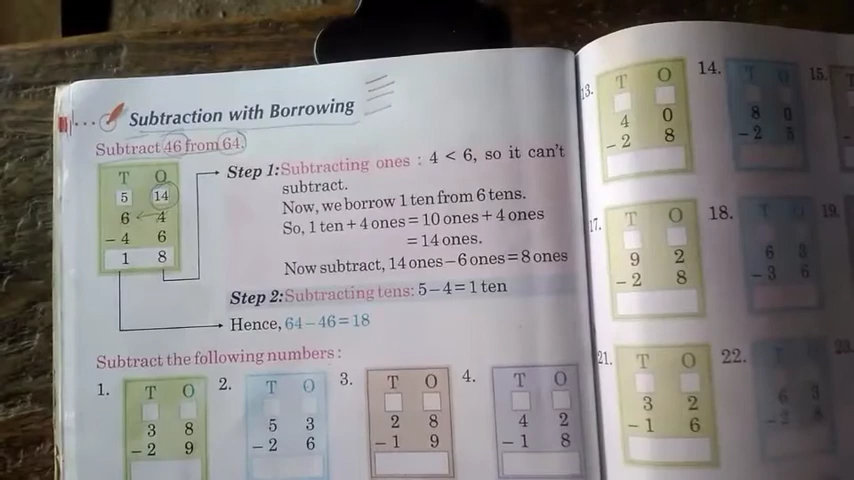 Subtraction with Borrowing
Subtract 46 from 64.
T O
5 14
6 4
- 4 6
1 8
Step 1: Subtracting ones : 4 < 6, so it can't
subtract.
Now, we borrow 1 ten from 6 tens.
So, 1 ten + 4 ones = 10 ones + 4 ones
= 14 ones.
Now subtract, 14 ones - 6 ones = 8 ones
Step 2: Subtracting tens: 5 - 4 = 1 ten
Hence, 64 - 46 = 18
Subtract the following numbers :
1. T O
3 8
- 2 9
2. T O
5 3
- 2 6
3. T O
2 8
- 1 9
4. T O
4 2
- 1 8
13. T O
4 0
- 2 8
14. T O
8 0
- 2 5
15. T
17. T O
9 2
- 2 8
18. T O
6 3
- 3 6
19.
21. T O
3 2
- 1 6
22. T O
6 3
- 2 8
23.